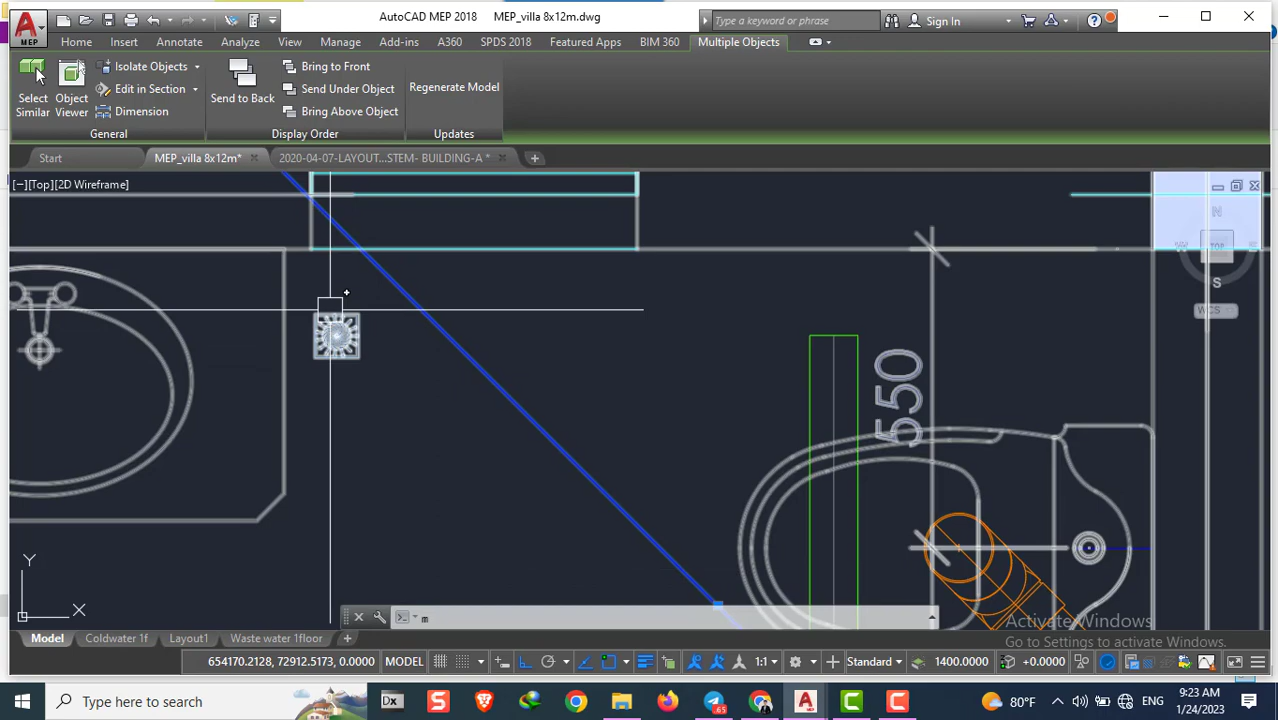 AutoCAD MEP 2018 MEP_villa 8x12m.dwg
Type a keyword or phrase
Sign In
MEP
Home Insert Annotate Analyze View Manage Add-ins A360 SPDS 2018 Featured Apps BIM 360 Multiple Objects
Select Similar
Object Viewer
Isolate Objects
Edit in Section
Dimension
Send to Back
Bring to Front
Send Under Object
Bring Above Object
Regenerate Model
General Display Order Updates
Start MEP_villa 8x12m* 2020-04-07-LAYOUT...STEM- BUILDING-A *
[−][Top][2D Wireframe]
N
W TOP E
S
WCS
550
Y
X
m
Activate Windows
Go to Settings to activate Windows.
Model Coldwater 1f Layout1 Waste water 1floor
654170.2128, 72912.5173, 0.0000 MODEL 1:1 Standard 1400.0000 +0.0000
Type here to search
Dx
65
80°F
ENG
9:23 AM
1/24/2023